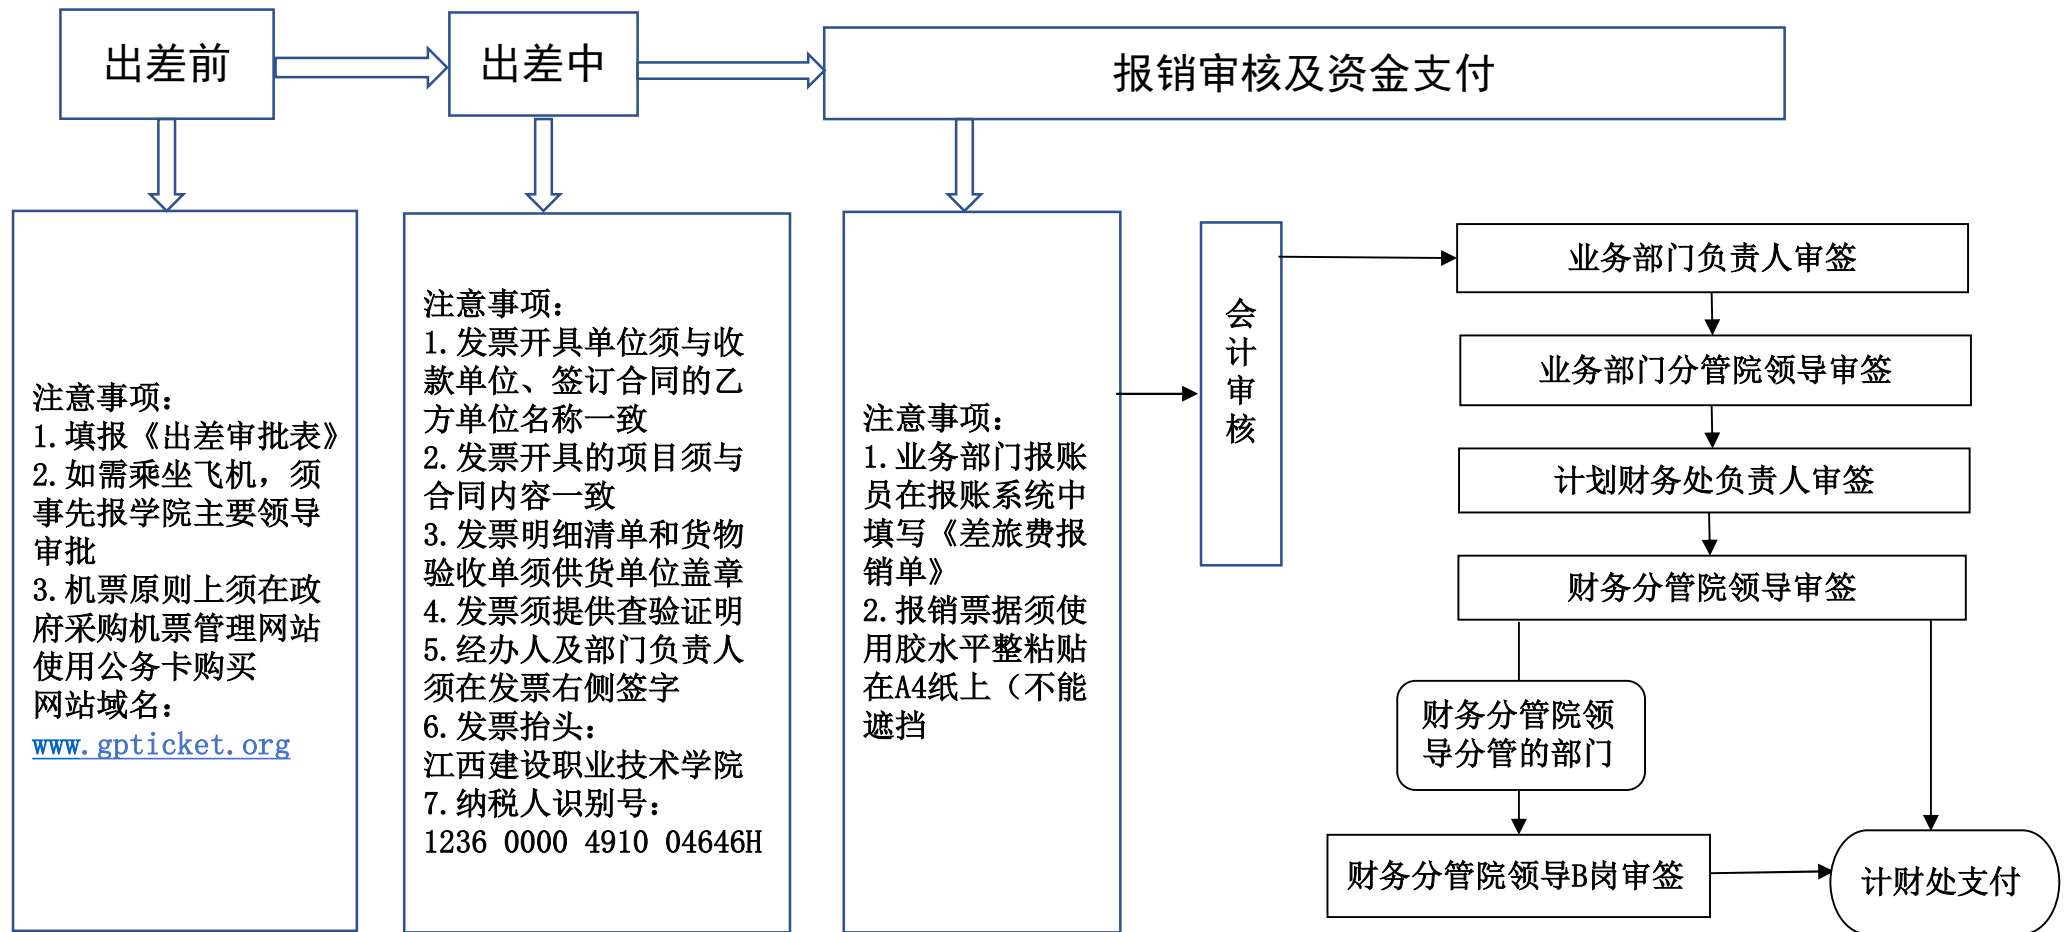 出差前
出差中
报销审核及资金支付
注意事项：
1.填报《出差审批表》
2.如需乘坐飞机，须
事先报学院主要领导
审批
3.机票原则上须在政
府采购机票管理网站
使用公务卡购买
网站域名：
www.gpticket.org
注意事项：
1.发票开具单位须与收
款单位、签订合同的乙
方单位名称一致
2.发票开具的项目须与
合同内容一致
3.发票明细清单和货物
验收单须供货单位盖章
4.发票须提供查验证明
5.经办人及部门负责人
须在发票右侧签字
6.发票抬头：
江西建设职业技术学院
7.纳税人识别号：
1236 0000 4910 04646H
注意事项：
1.业务部门报账
员在报账系统中
填写《差旅费报
销单》
2.报销票据须使
用胶水平整粘贴
在A4纸上（不能
遮挡
会计审核
业务部门负责人审签
业务部门分管院领导审签
计划财务处负责人审签
财务分管院领导审签
财务分管院领
导分管的部门
财务分管院领导B岗审签
计财处支付